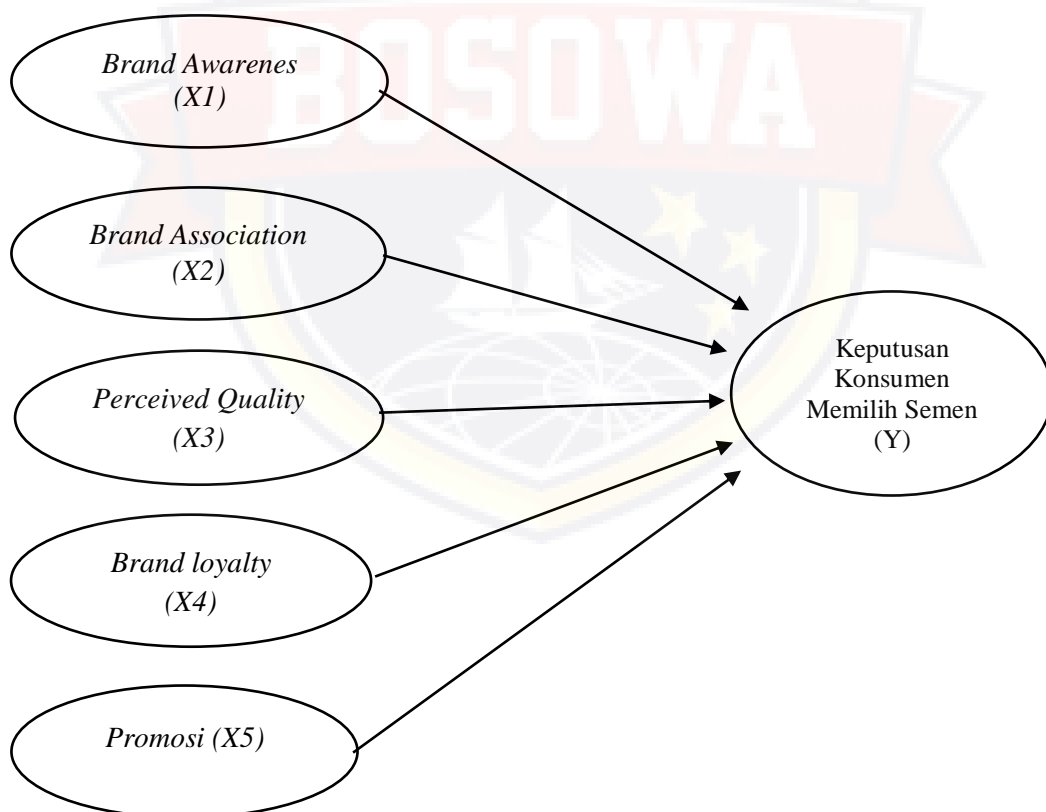 BOSOWA
Brand Awarenes
(X1)
Brand Association
(X2)
Perceived Quality
(X3)
Brand loyalty
(X4)
Promosi (X5)
Keputusan
Konsumen
Memilih Semen
(Y)